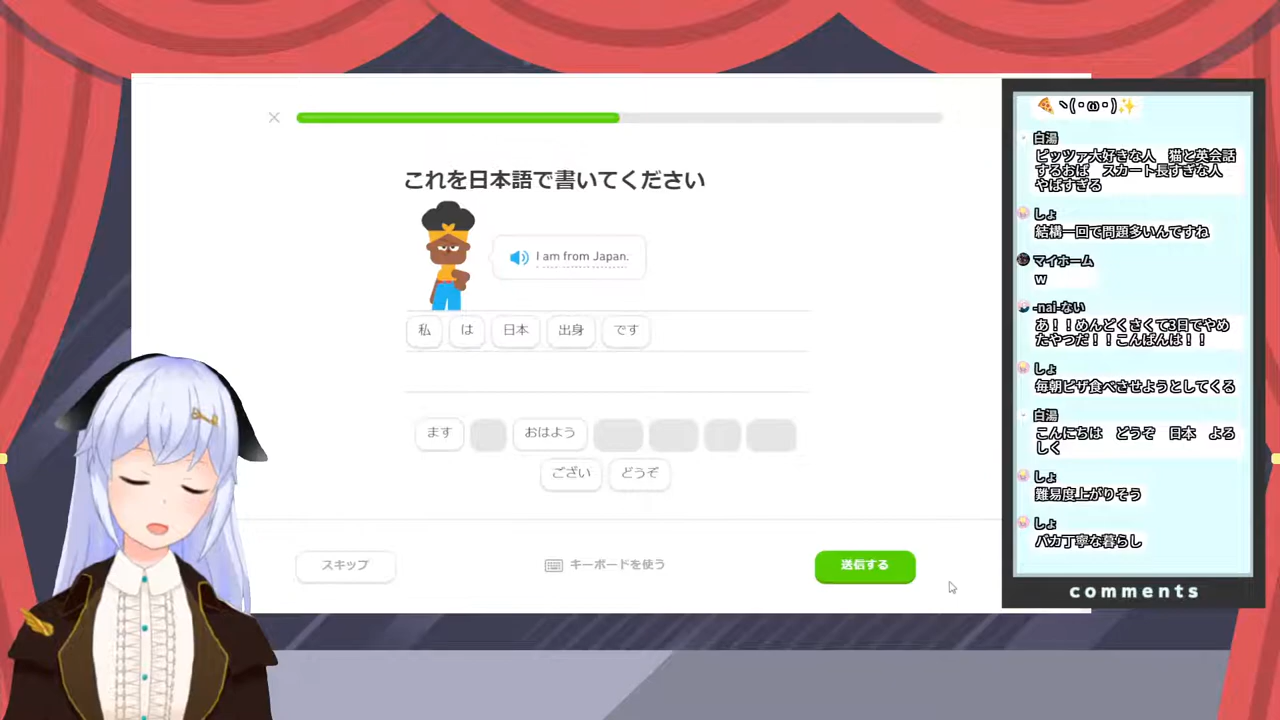 これを日本語で書いてください
I am from Japan.
私 は 日本 出身 です
ます おはよう
ござい どうぞ
スキップ
キーボードを使う
送信する
🍕ヽ(・ω・)✨
白湯
ピッツァ大好きな人 猫と英会話
するおば スカート長すぎな人
やばすぎる
しょ
結構一回で問題多いんですね
マイホーム
w
-nai-ない
あ！！めんどくさくて3日でやめ
たやつだ！！こんばんは！！
しょ
毎朝ピザ食べさせようとしてくる
白湯
こんにちは どうぞ 日本 よろ
しく
しょ
難易度上がりそう
しょ
バカ丁寧な暮らし
comments